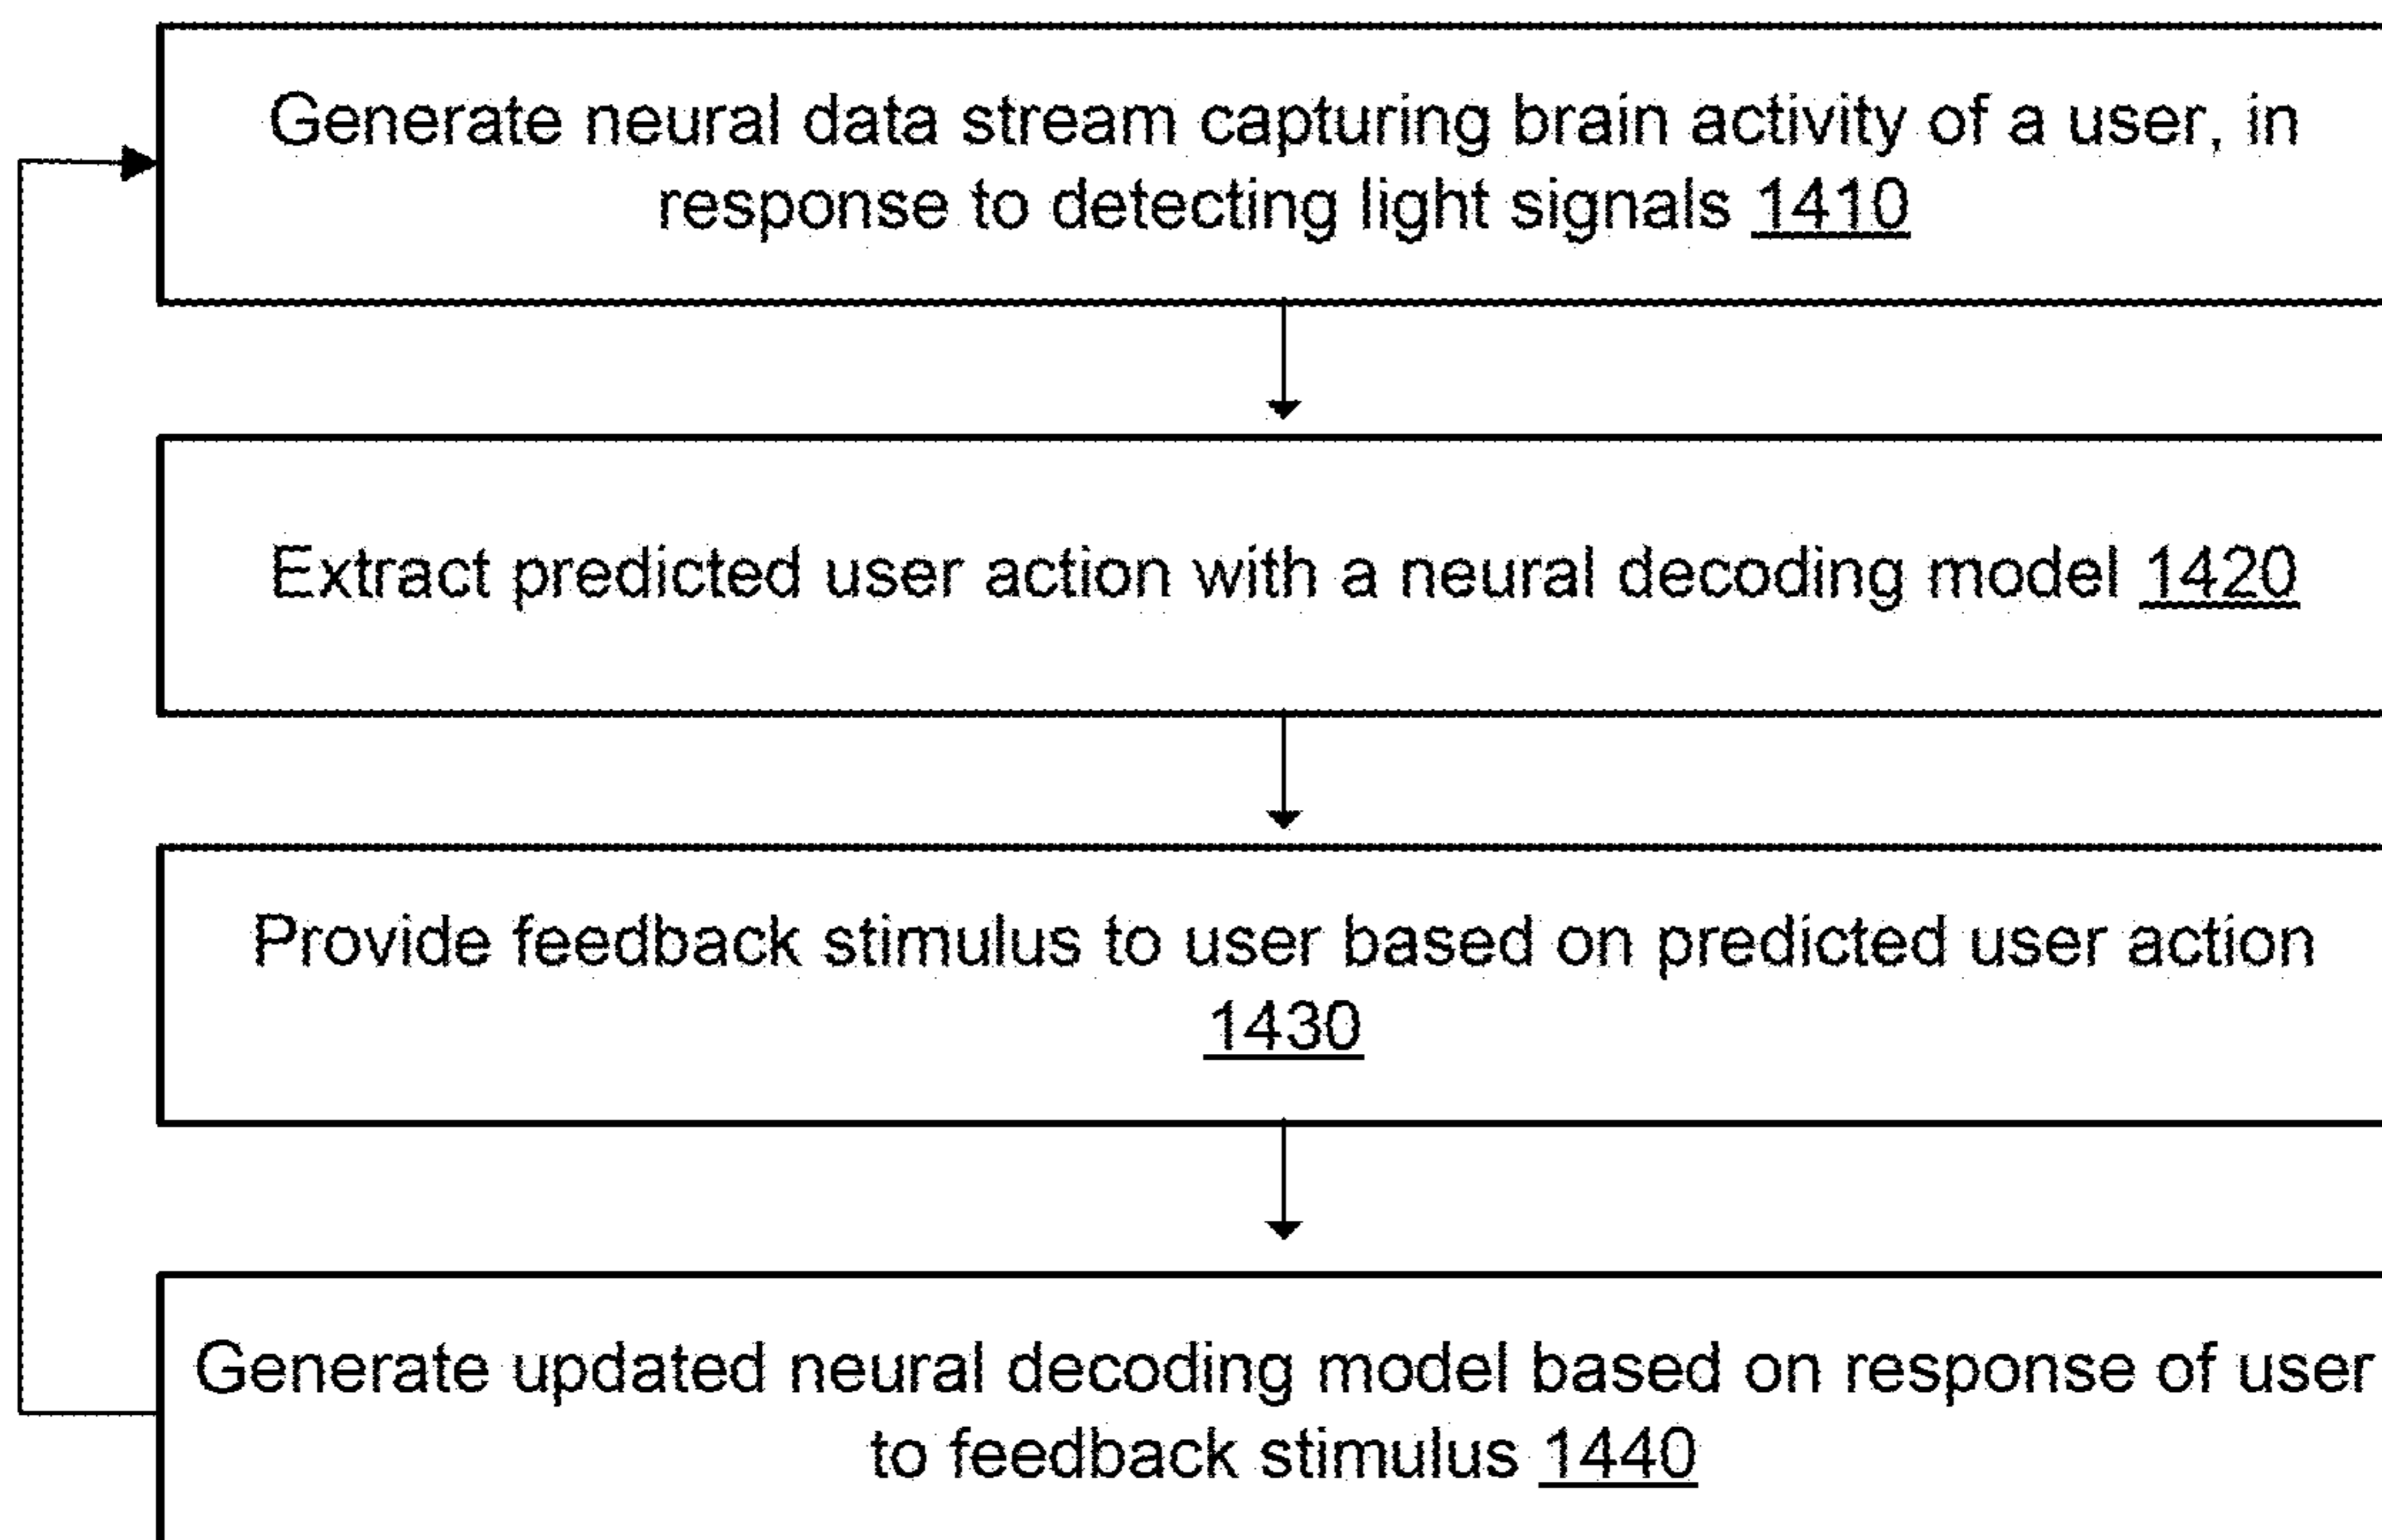 Generate neural data stream capturing brain activity of a user, in
response to detecting light signals 1410
Extract predicted user action with a neural decoding model 1420
Provide feedback stimulus to user based on predicted user action
1430
Generate updated neural decoding model based on response of user
to feedback stimulus 1440